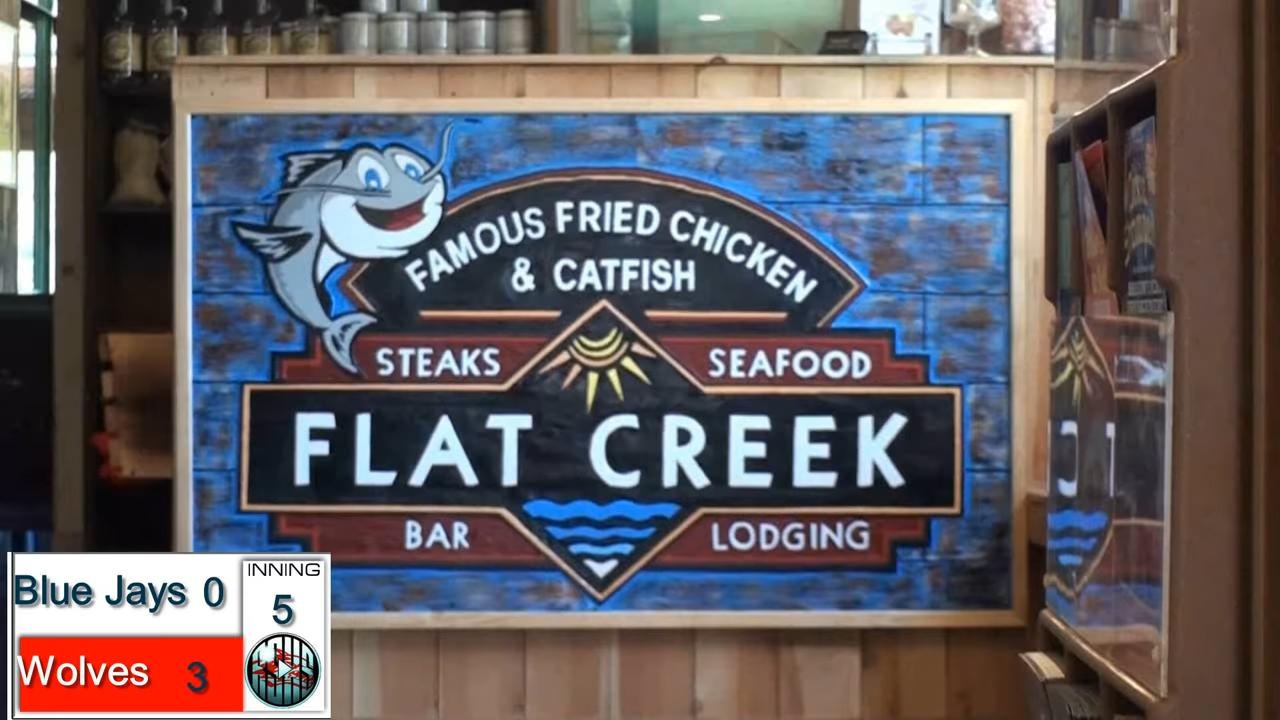 FAMOUS FRIED CHICKEN
& CATFISH
STEAKS SEAFOOD
FLAT CREEK
BAR LODGING
Blue Jays 0
Wolves 3
INNING
5